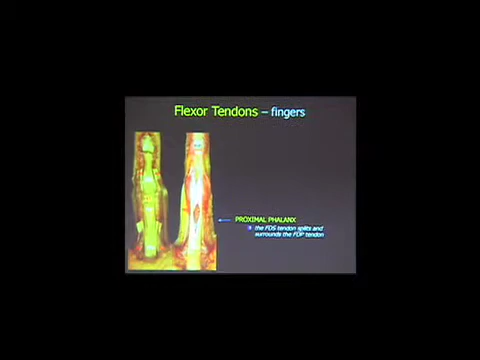 Flexor Tendons – fingers
PROXIMAL PHALANX
the FDS tendon splits and
surrounds the FDP tendon